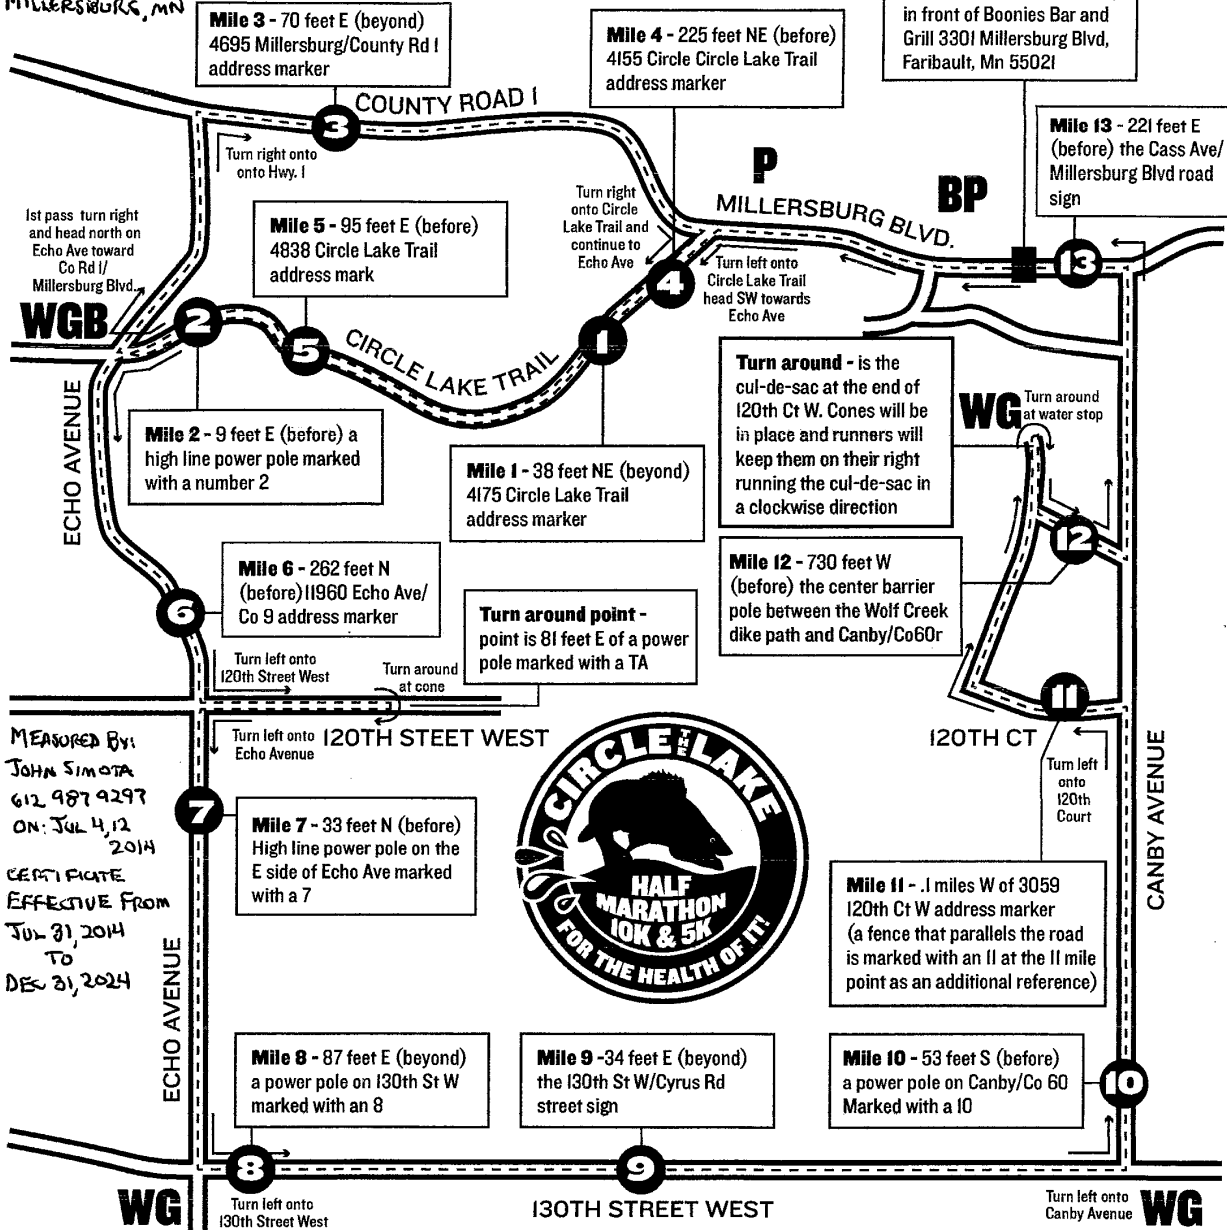 MILLERSBURG, MN
Mile 3 - 70 feet E (beyond)
4695 Millersburg/County Rd 1
address marker
Mile 4 - 225 feet NE (before)
4155 Circle Circle Lake Trail
address marker
in front of Boonies Bar and
Grill 3301 Millersburg Blvd,
Faribault, Mn 55021
COUNTY ROAD 1
3
Turn right onto
onto Hwy. 1
Mile 13 - 221 feet E
(before) the Cass Ave/
Millersburg Blvd road
sign
P
BP
MILLERSBURG BLVD.
13
Turn right
onto Circle
Lake Trail and
continue to
Echo Ave
1st pass turn right
and head north on
Echo Ave toward
Co Rd 1/
Millersburg Blvd.
Mile 5 - 95 feet E (before)
4838 Circle Lake Trail
address mark
4
Turn left onto
Circle Lake Trail
head SW towards
Echo Ave
WGB
2
5
CIRCLE LAKE TRAIL
1
Turn around - is the
cul-de-sac at the end of
120th Ct W. Cones will be
in place and runners will
keep them on their right
running the cul-de-sac in
a clockwise direction
WG
Turn around
at water stop
ECHO AVENUE
Mile 2 - 9 feet E (before) a
high line power pole marked
with a number 2
Mile 1 - 38 feet NE (beyond)
4175 Circle Lake Trail
address marker
12
Mile 12 - 730 feet W
(before) the center barrier
pole between the Wolf Creek
dike path and Canby/Co60r
Mile 6 - 262 feet N
(before)11960 Echo Ave/
Co 9 address marker
6
Turn around point -
point is 81 feet E of a power
pole marked with a TA
Turn left onto
120th Street West
Turn around
at cone
11
Turn left onto
Echo Avenue
120TH STEET WEST
120TH CT
Turn left
onto
120th
Court
CANBY AVENUE
MEASURED BY:
JOHN SIMOTA
612 987 9297
ON: JUL 4,12
2014
CERTIFICATE
EFFECTIVE FROM
JUL 31, 2014
TO
DEC 31, 2024
7
Mile 7 - 33 feet N (before)
High line power pole on the
E side of Echo Ave marked
with a 7
CIRCLE THE LAKE
HALF
MARATHON
10K & 5K
FOR THE HEALTH OF IT!
Mile 11 - .1 miles W of 3059
120th Ct W address marker
(a fence that parallels the road
is marked with an 11 at the 11 mile
point as an additional reference)
ECHO AVENUE
Mile 8 - 87 feet E (beyond)
a power pole on 130th St W
marked with an 8
Mile 9 -34 feet E (beyond)
the 130th St W/Cyrus Rd
street sign
Mile 10 - 53 feet S (before)
a power pole on Canby/Co 60
Marked with a 10
10
8
9
WG
Turn left onto
130th Street West
130TH STREET WEST
Turn left onto
Canby Avenue
WG